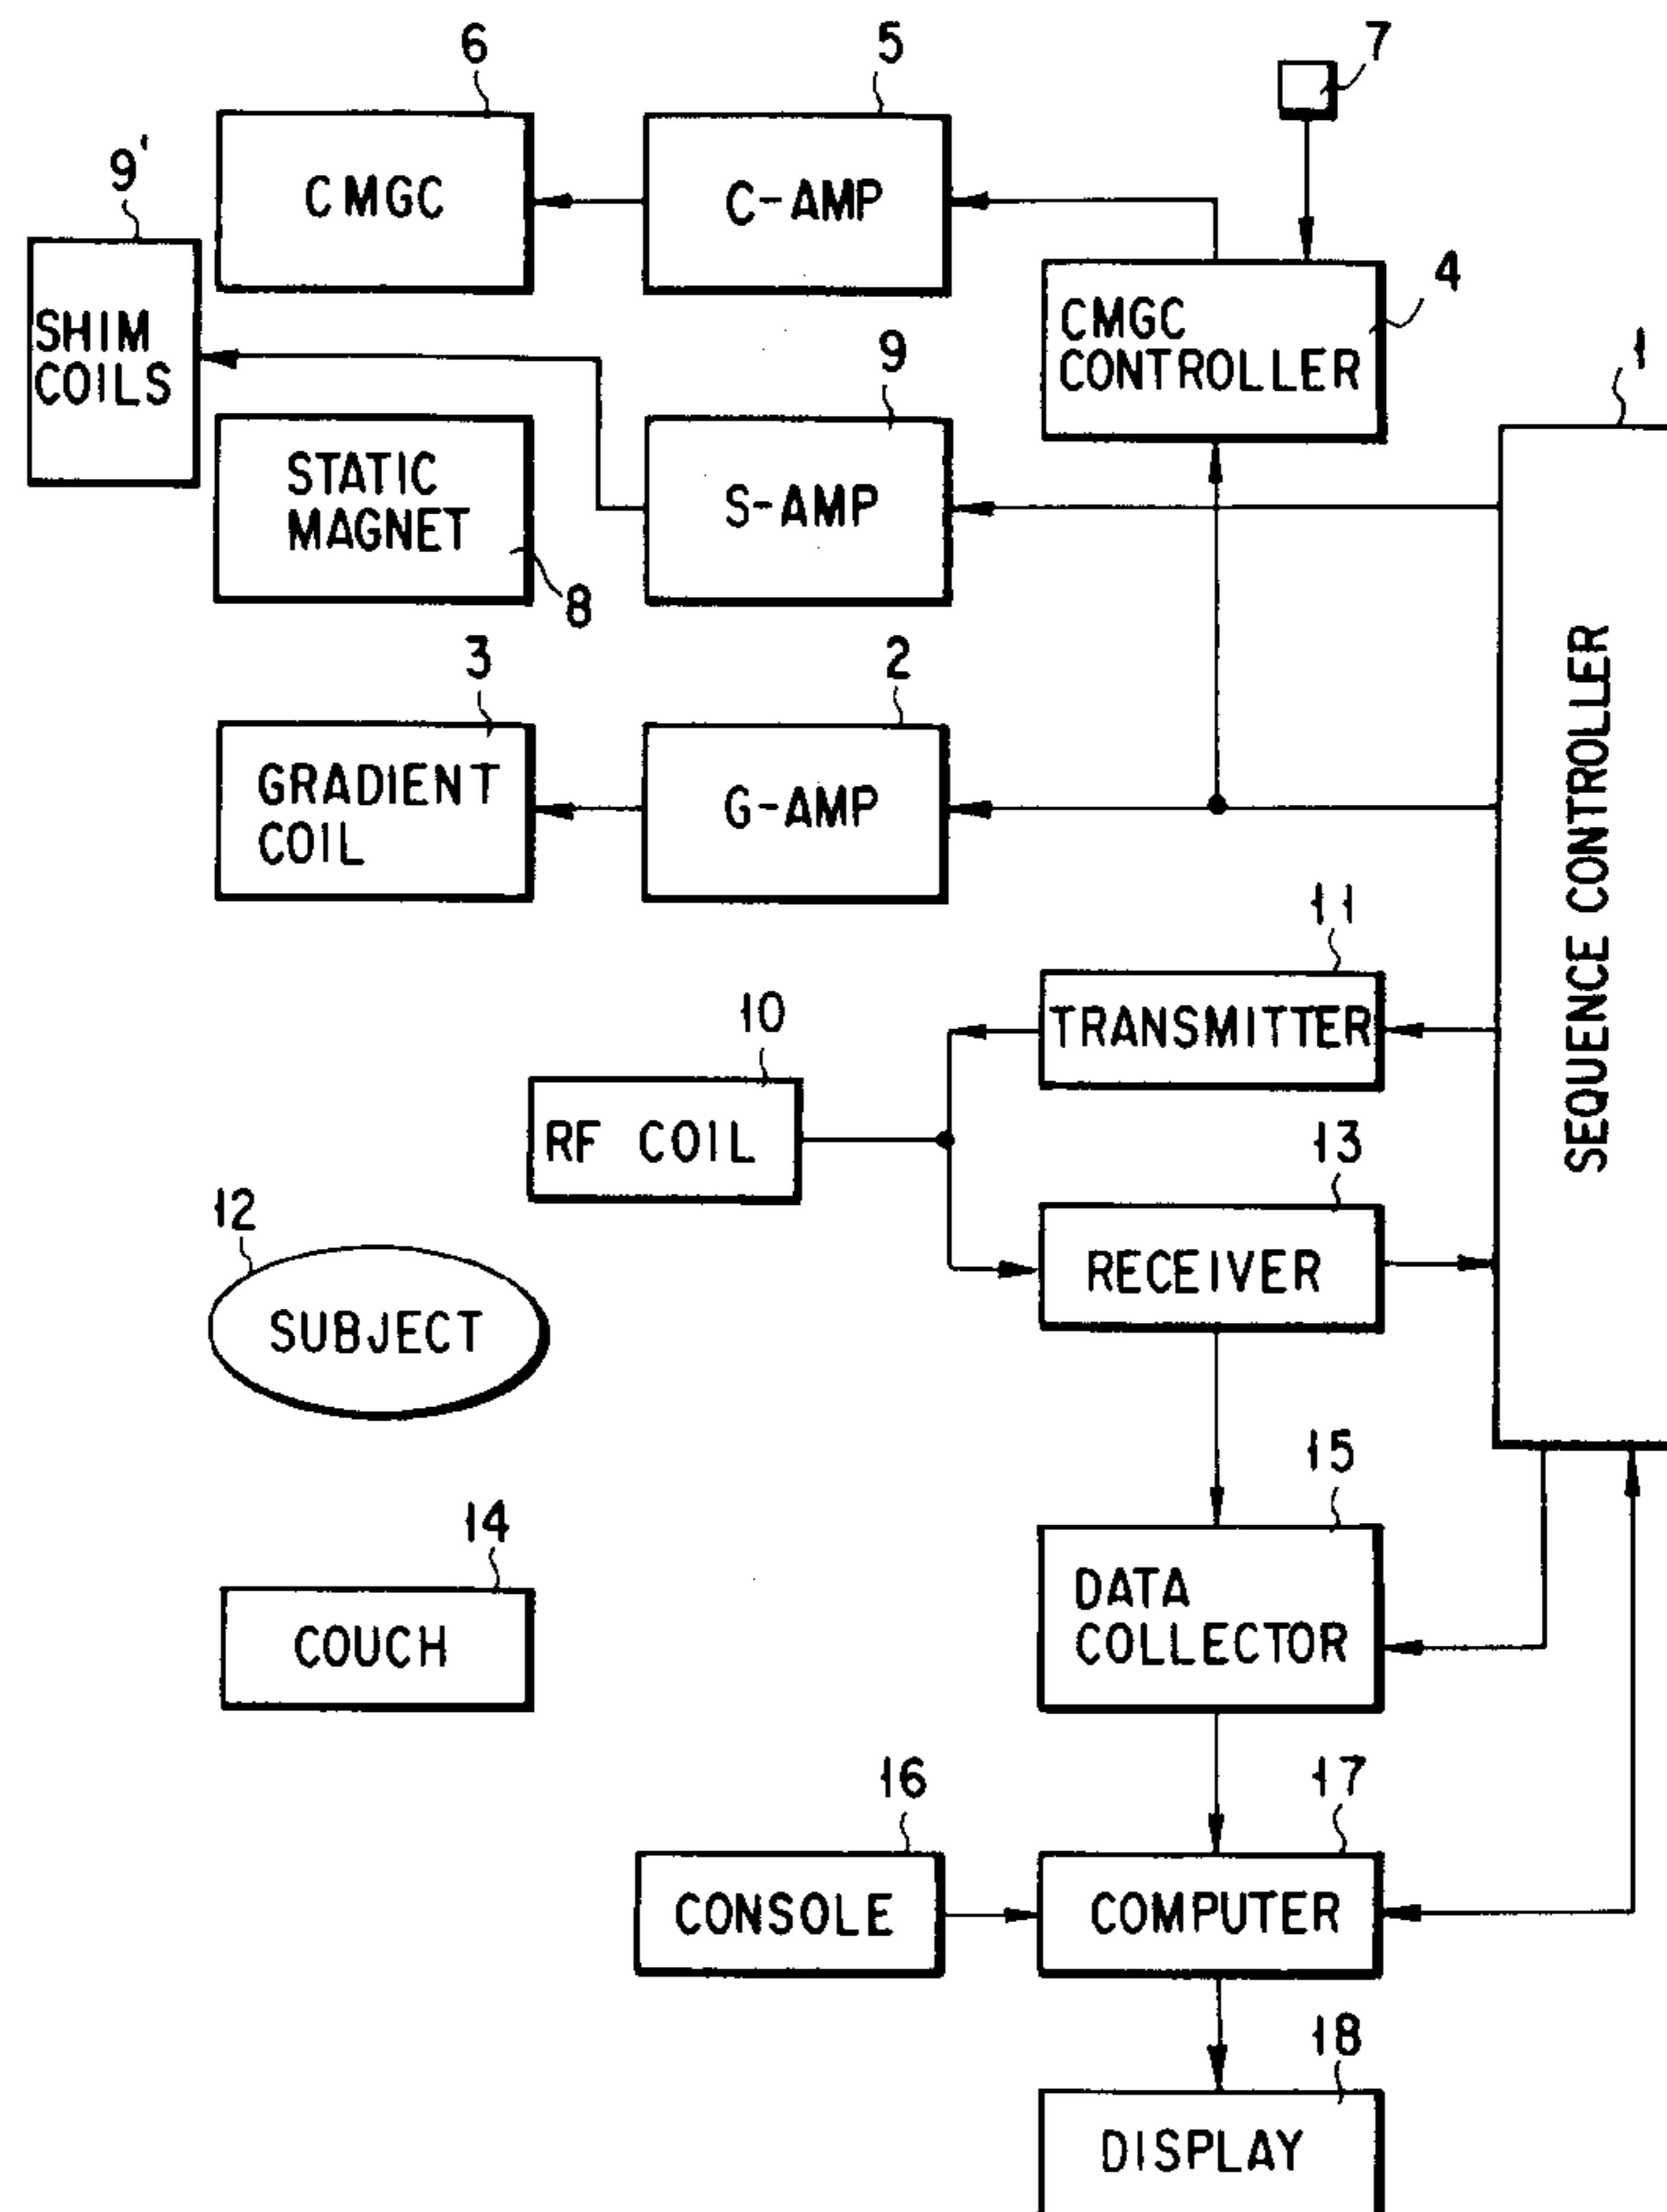 6
5
7
9'
CMGC
C-AMP
4
SHIM
COILS
CMGC
CONTROLLER
9
1
STATIC
MAGNET
S-AMP
8
3
2
SEQUENCE CONTROLLER
GRADIENT
COIL
G-AMP
11
10
TRANSMITTER
RF COIL
13
12
RECEIVER
SUBJECT
15
14
DATA
COLLECTOR
COUCH
16
17
CONSOLE
COMPUTER
18
DISPLAY